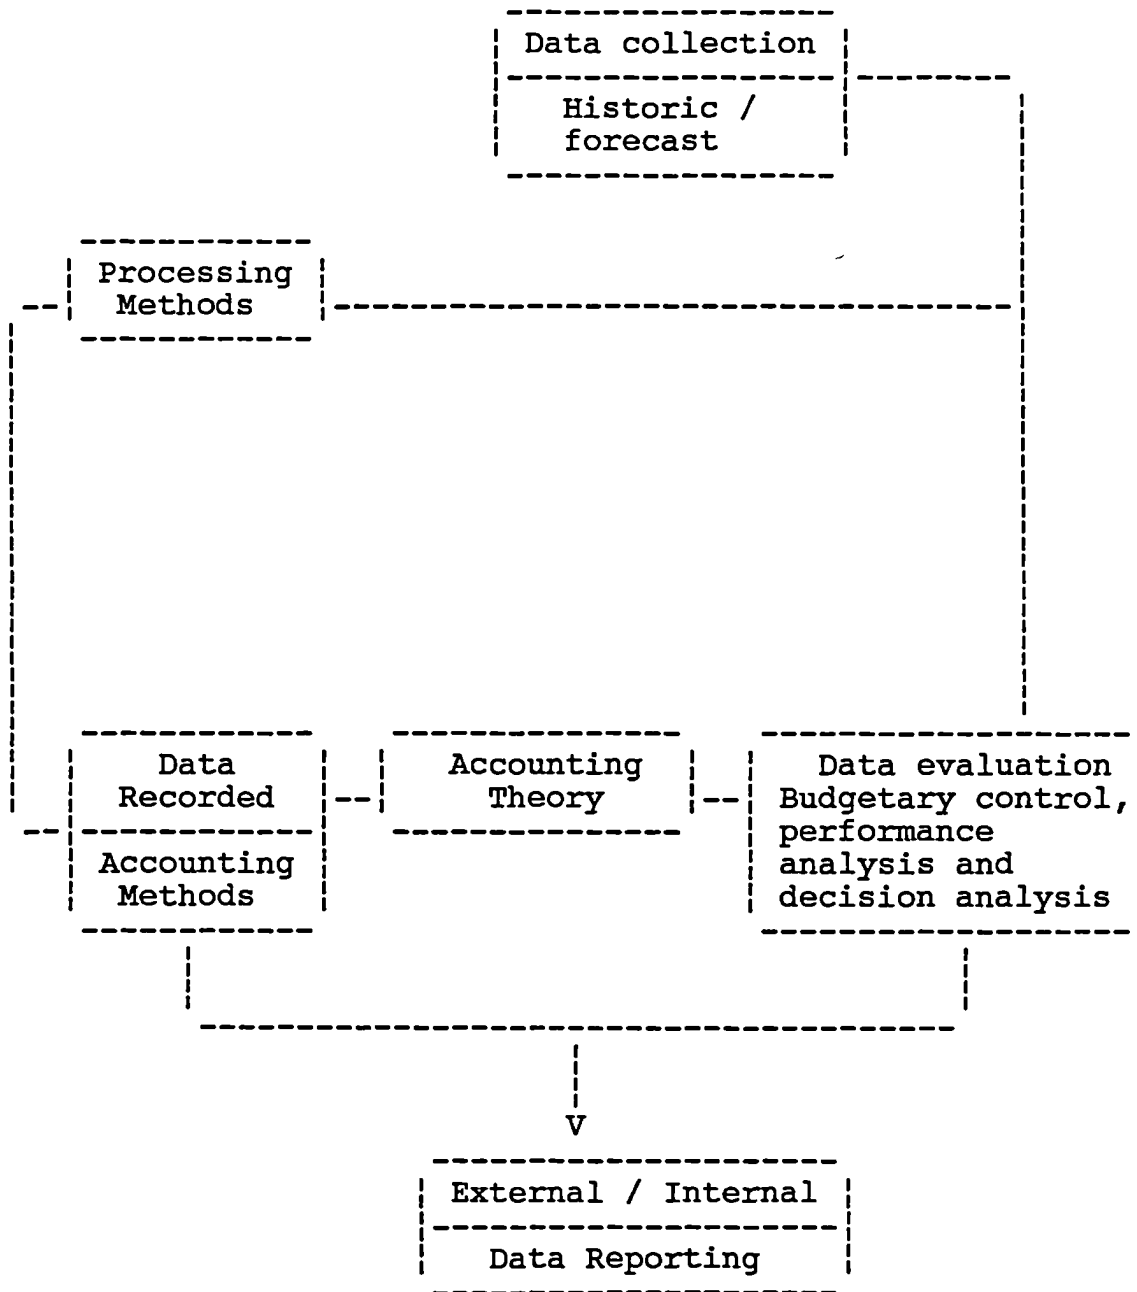 Data collection
Historic /
forecast
Processing
Methods
Data
Recorded
Accounting
Methods
Accounting
Theory
Data evaluation
Budgetary control,
performance
analysis and
decision analysis
V
External / Internal
Data Reporting